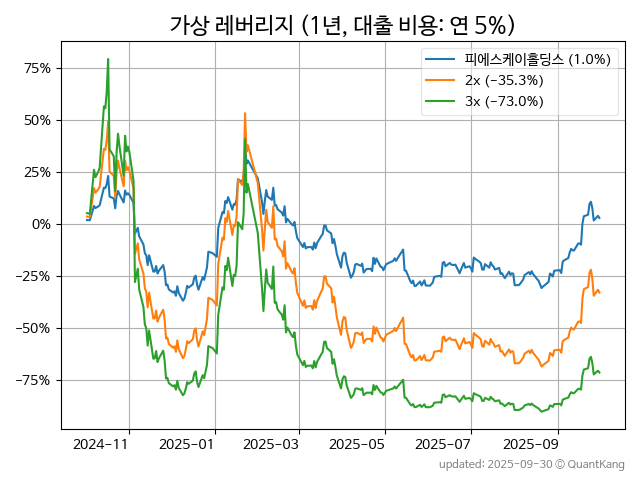 가상 레버리지 (1년, 대출 비용: 연 5%)
피에스케이홀딩스 (1.0%)
2x (−35.3%)
3x (−73.0%)
75%
50%
25%
0%
−25%
−50%
−75%
2024-11
2025-01
2025-03
2025-05
2025-07
2025-09
updated: 2025-09-30 © QuantKang